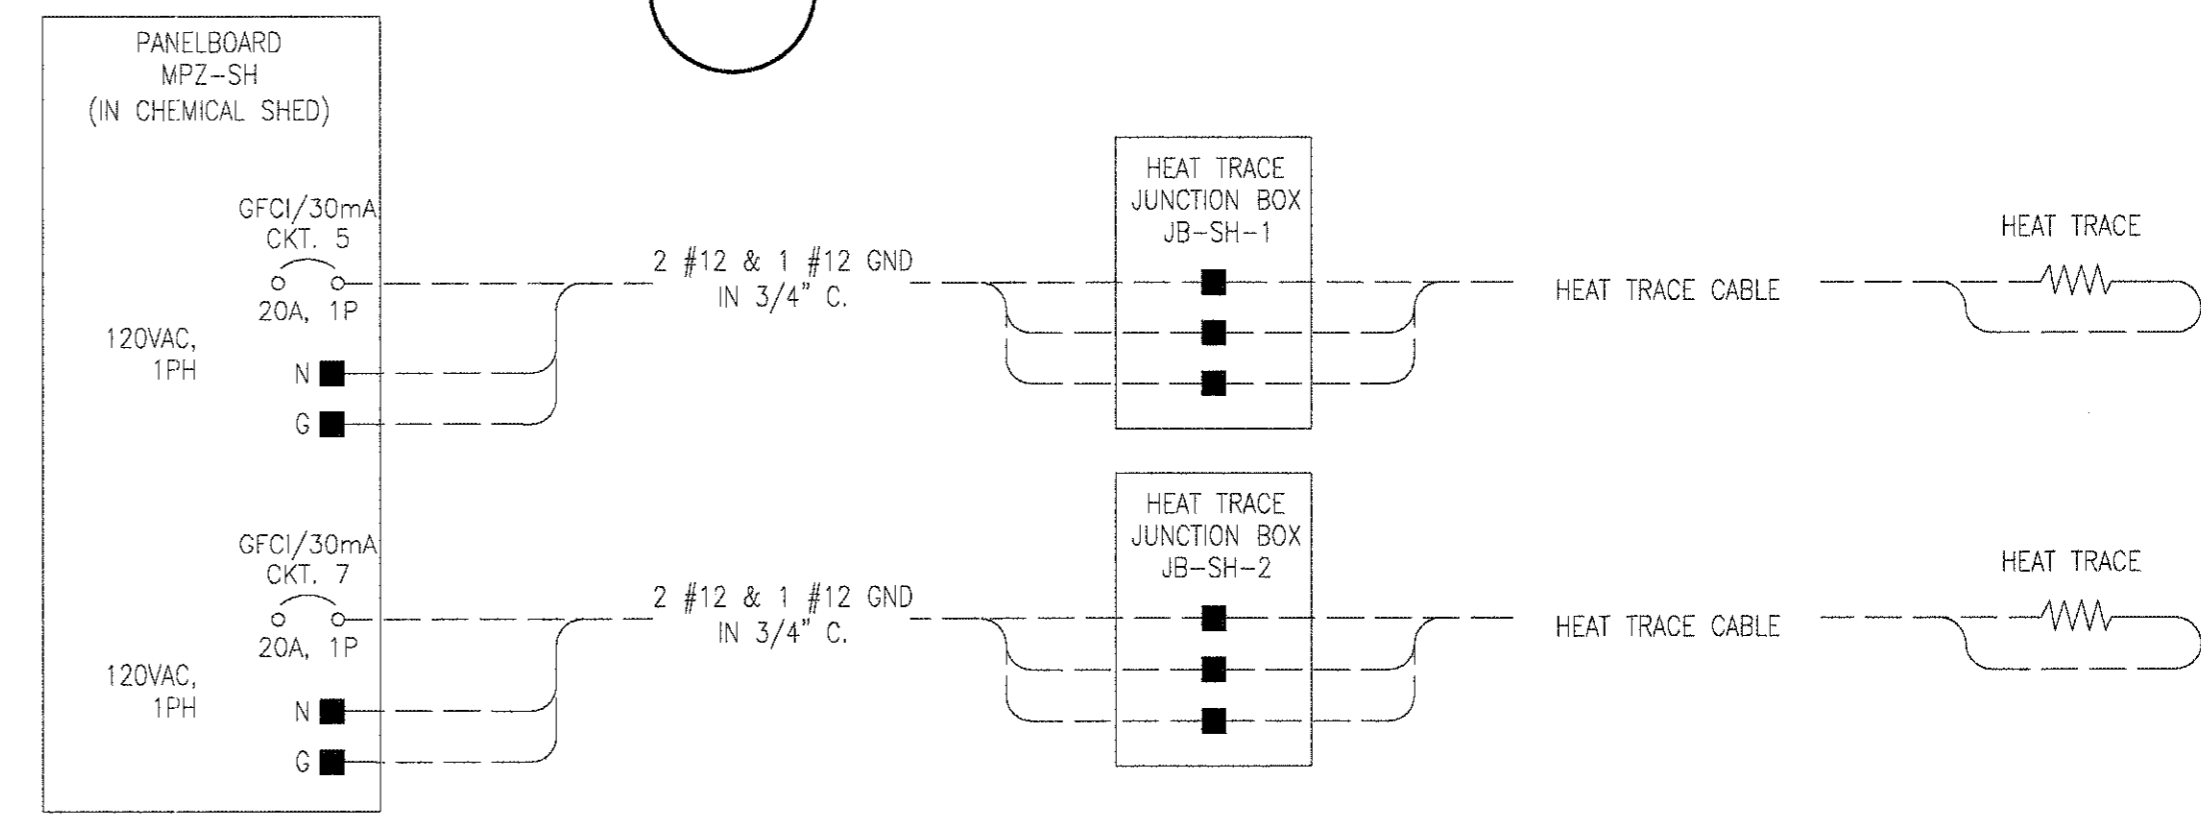 PANELBOARD
MPZ-SH
(IN CHEMICAL SHED)
GFCI/30mA
CKT. 5
20A, 1P
120VAC,
1PH
N
G
2 #12 & 1 #12 GND
IN 3/4" C.
HEAT TRACE
JUNCTION BOX
JB-SH-1
HEAT TRACE CABLE
HEAT TRACE
GFCI/30mA
CKT. 7
20A, 1P
120VAC,
1PH
N
G
2 #12 & 1 #12 GND
IN 3/4" C.
HEAT TRACE
JUNCTION BOX
JB-SH-2
HEAT TRACE CABLE
HEAT TRACE